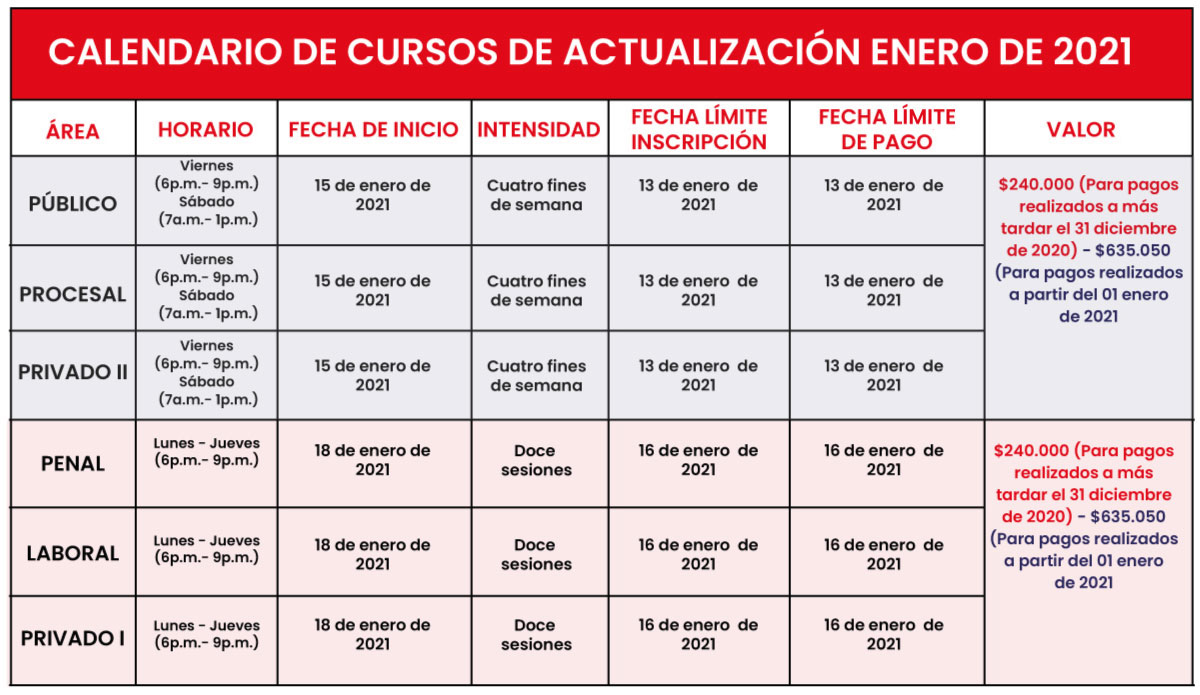 CALENDARIO DE CURSOS DE ACTUALIZACIÓN ENERO DE 2021
ÁREA
HORARIO
FECHA DE INICIO
INTENSIDAD
FECHA LÍMITE
INSCRIPCIÓN
FECHA LÍMITE
DE PAGO
VALOR
PÚBLICO
Viernes
(6p.m.- 9p.m.)
Sábado
(7a.m.- 1p.m.)
15 de enero de
2021
Cuatro fines
de semana
13 de enero de
2021
13 de enero de
2021
$240.000 (Para pagos
realizados a más
tardar el 31 diciembre
de 2020) - $635.050
(Para pagos realizados
a partir del 01 enero
de 2021
PROCESAL
Viernes
(6p.m.- 9p.m.)
Sábado
(7a.m.- 1p.m.)
15 de enero de
2021
Cuatro fines
de semana
13 de enero de
2021
13 de enero de
2021
PRIVADO II
Viernes
(6p.m.- 9p.m.)
Sábado
(7a.m.- 1p.m.)
15 de enero de
2021
Cuatro fines
de semana
13 de enero de
2021
13 de enero de
2021
PENAL
Lunes - Jueves
(6p.m.- 9p.m.)
18 de enero de
2021
Doce
sesiones
16 de enero de
2021
16 de enero de
2021
$240.000 (Para pagos
realizados a más
tardar el 31 diciembre
de 2020) - $635.050
(Para pagos realizados
a partir del 01 enero
de 2021
LABORAL
Lunes - Jueves
(6p.m.- 9p.m.)
18 de enero de
2021
Doce
sesiones
16 de enero de
2021
16 de enero de
2021
PRIVADO I
Lunes - Jueves
(6p.m.- 9p.m.)
18 de enero de
2021
Doce
sesiones
16 de enero de
2021
16 de enero de
2021